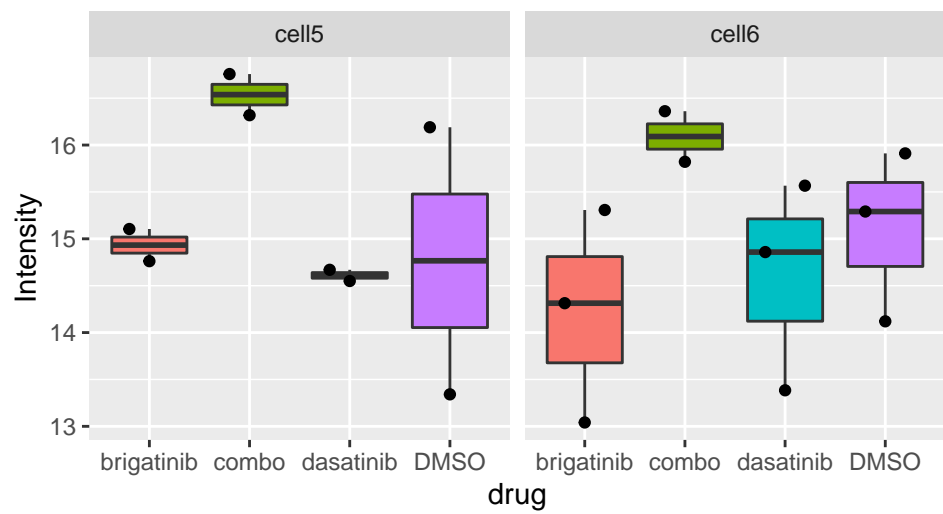 cell5 cell6
Intensity
16
15
14
13
brigatinib combo dasatinib DMSO brigatinib combo dasatinib DMSO
drug